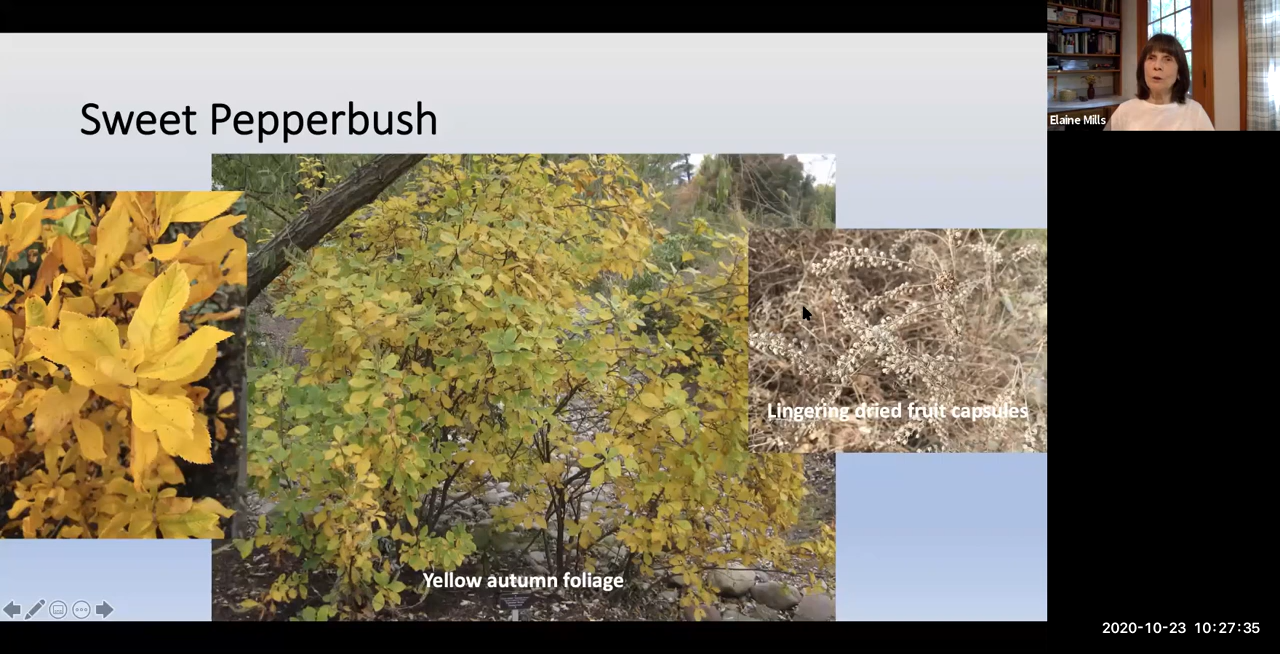 Sweet Pepperbush
Elaine Mills
Lingering dried fruit capsules
Yellow autumn foliage
2020-10-23 10:27:35